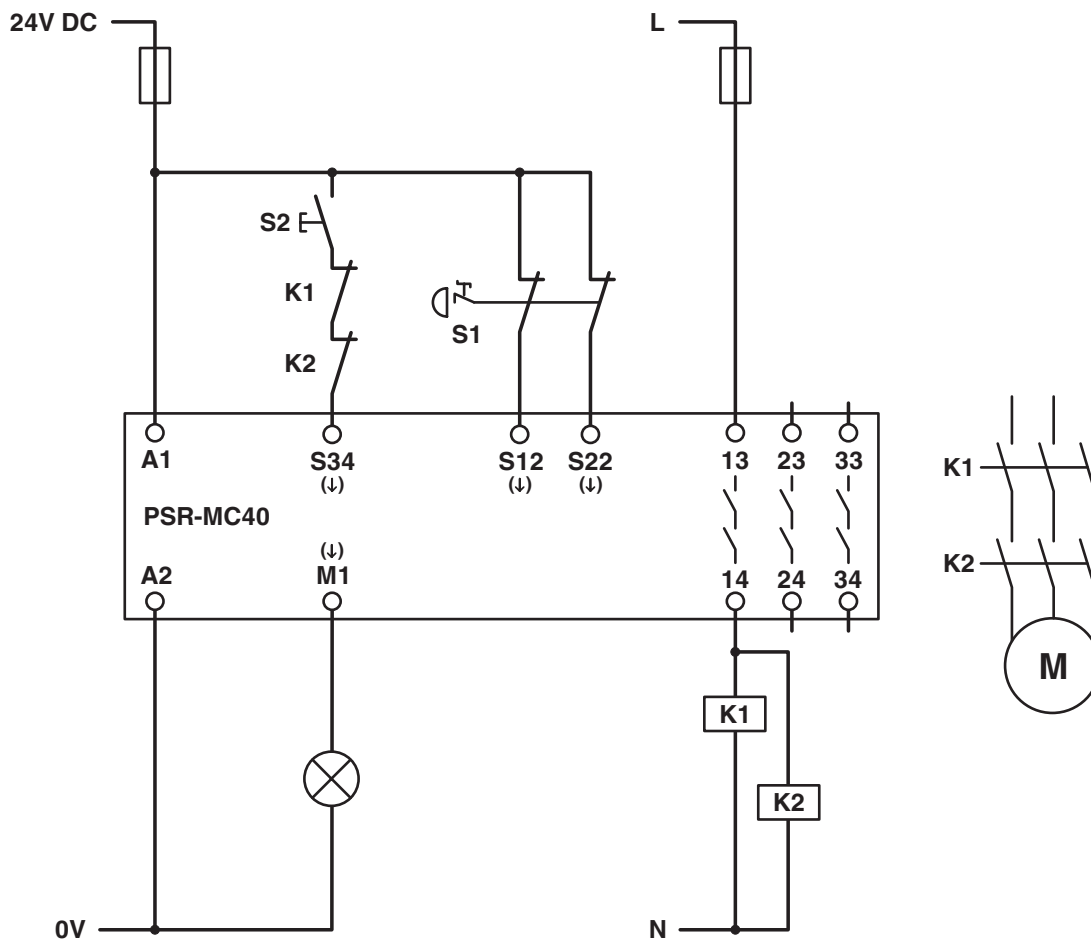 24V DC
L
S2
K1
S1
K2
A1
S34
S12
S22
13
23
33
(↓)
(↓)
(↓)
K1
PSR-MC40
(↓)
K2
A2
M1
14
24
34
M
K1
K2
0V
N